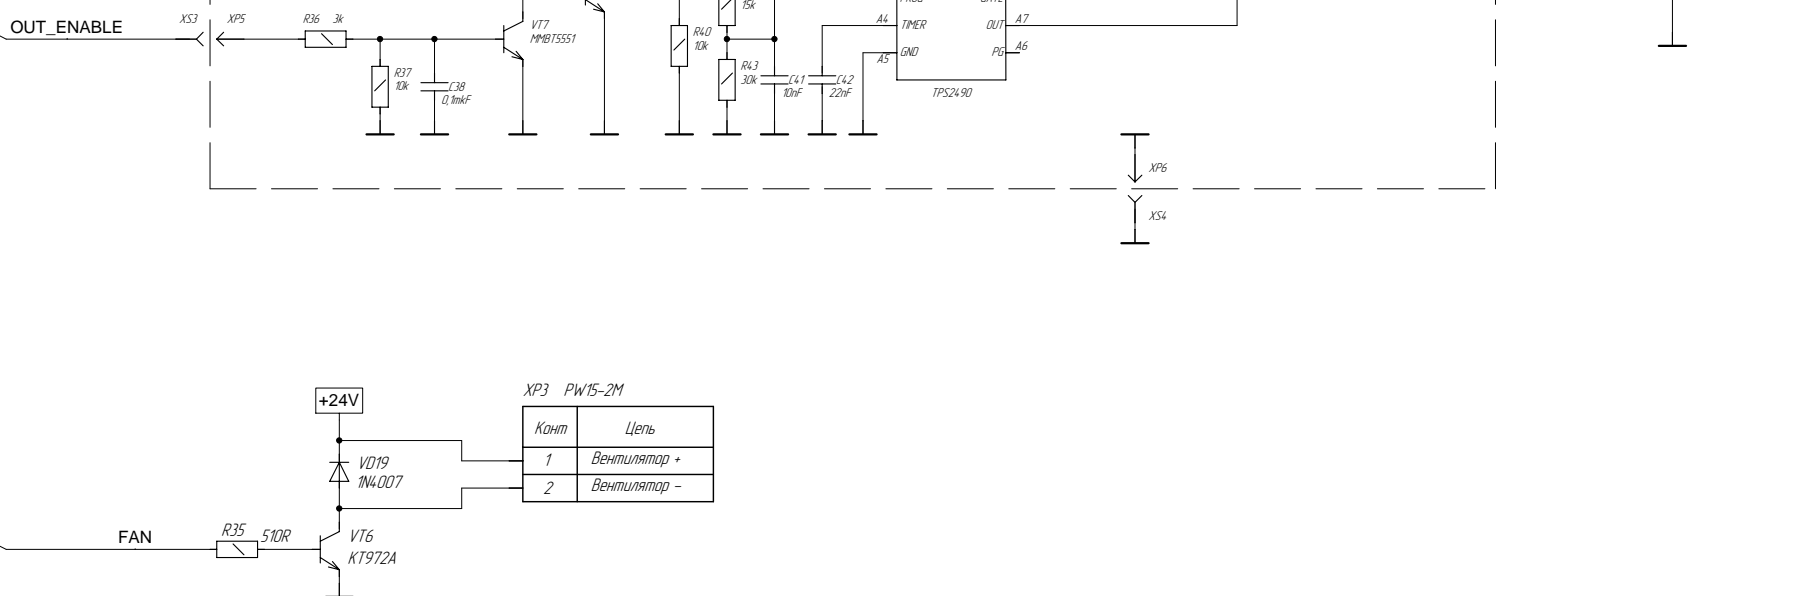 15k
OUT_ENABLE
XS3
XP5
R36 3k
VT7
MMBT5551
R37
10k
C38
0,1mkF
R40
10k
R43
30k
C41
10nF
C42
22nF
A4
TIMER
A5
GND
OUT
A7
PG
A6
TPS2490
XP6
XS4
+24V
VD19
1N4007
XP3 PW15-2M
Конт Цепь
1 Вентилятор +
2 Вентилятор -
FAN
R35 510R
VT6
KT972A